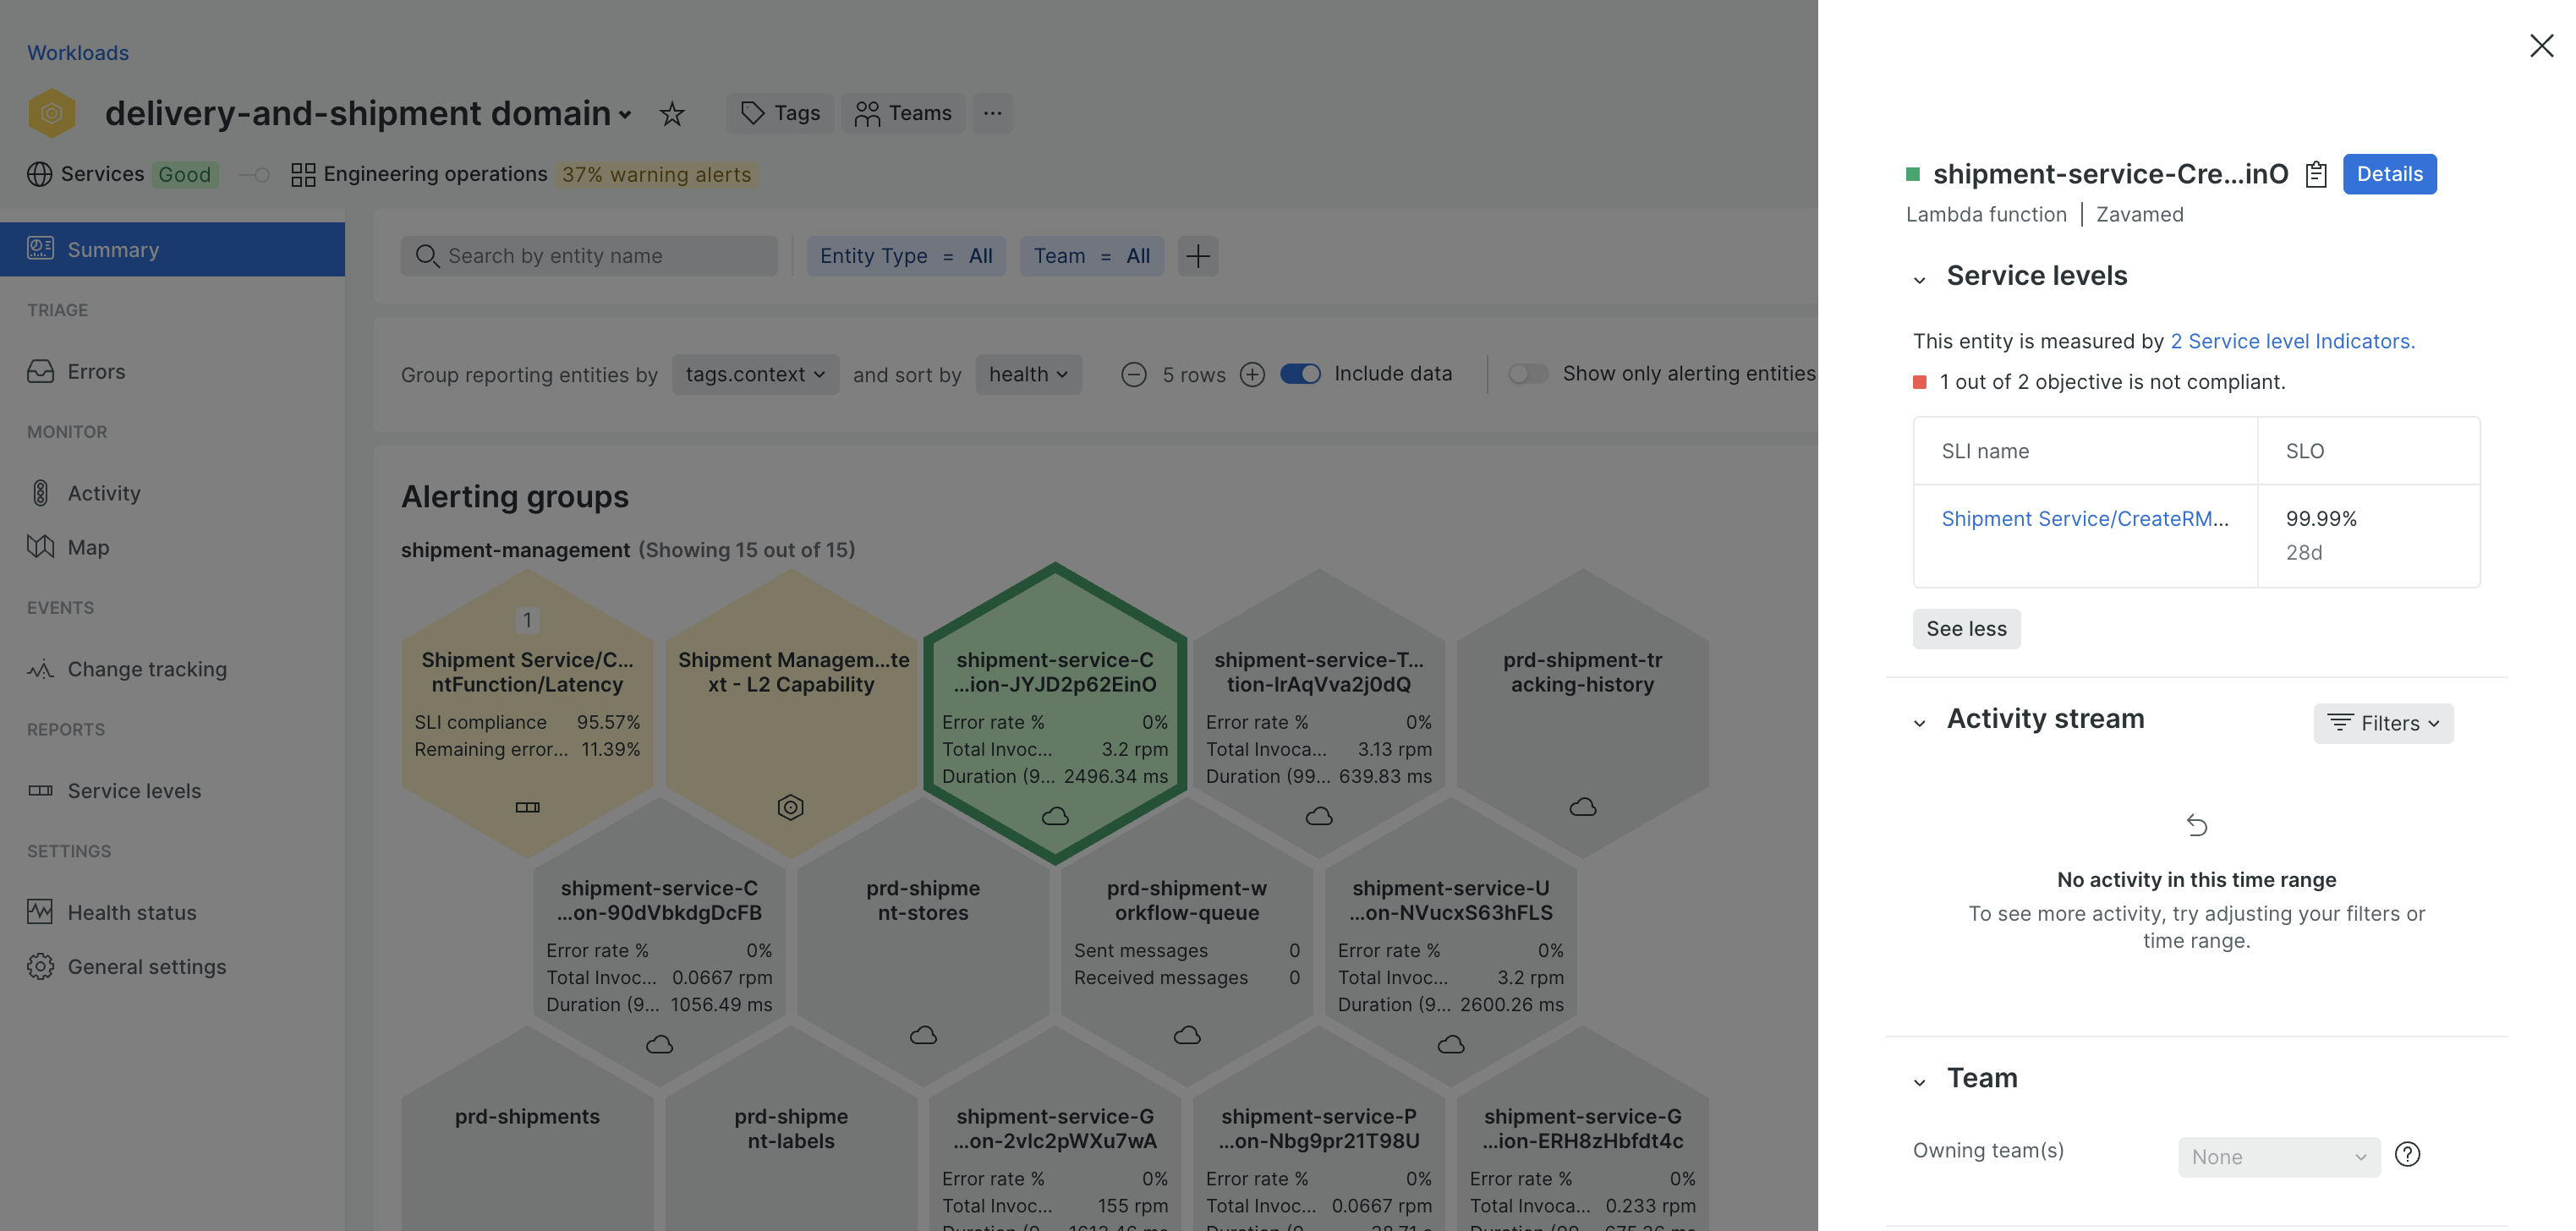 Workloads
delivery-and-shipment domain
Tags
Teams
...
Services Good
Engineering operations 37% warning alerts
Summary
TRIAGE
Errors
MONITOR
Activity
Map
EVENTS
Change tracking
REPORTS
Service levels
SETTINGS
Health status
General settings
Search by entity name
Entity Type = All
Team = All
Group reporting entities by tags.context and sort by health 5 rows Include data Show only alerting entities
Alerting groups
shipment-management (Showing 15 out of 15)
1
Shipment Service/C...
ntFunction/Latency
SLI compliance 95.57%
Remaining error... 11.39%
Shipment Managem...te
xt - L2 Capability
shipment-service-C
...ion-JYJD2p62EinO
Error rate % 0%
Total Invoc... 3.2 rpm
Duration (9... 2496.34 ms
shipment-service-T...
tion-IrAqVva2j0dQ
Error rate % 0%
Total Invoca... 3.13 rpm
Duration (99... 639.83 ms
prd-shipment-tr
acking-history
shipment-service-C
...on-90dVbkdgDcFB
Error rate % 0%
Total Invoc... 0.0667 rpm
Duration (9... 1056.49 ms
prd-shipme
nt-stores
prd-shipment-w
orkflow-queue
Sent messages 0
Received messages 0
shipment-service-U
...on-NVucxS63hFLS
Error rate % 0%
Total Invoc... 3.2 rpm
Duration (9... 2600.26 ms
prd-shipments
prd-shipme
nt-labels
shipment-service-G
...on-2vlc2pWXu7wA
Error rate % 0%
Total Invoc... 155 rpm
shipment-service-P
...on-Nbg9pr21T98U
Error rate % 0%
Total Invoc... 0.0667 rpm
shipment-service-G
...ion-ERH8zHbfdt4c
Error rate % 0%
Total Invoca... 0.233 rpm
shipment-service-Cre...inO
Details
Lambda function | Zavamed
Service levels
This entity is measured by 2 Service level Indicators.
1 out of 2 objective is not compliant.
SLI name SLO
Shipment Service/CreateRM... 99.99%
28d
See less
Activity stream
Filters
No activity in this time range
To see more activity, try adjusting your filters or
time range.
Team
Owning team(s) None
?